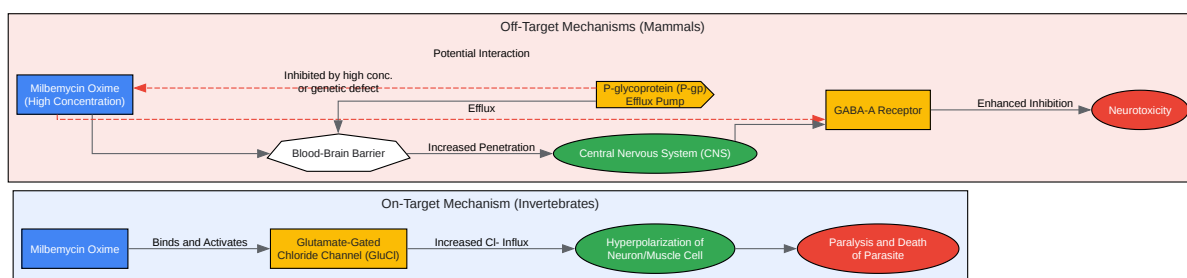 Off-Target Mechanisms (Mammals)
Potential Interaction
Milbemycin Oxime
(High Concentration)
Inhibited by high conc.
or genetic defect
P-glycoprotein (P-gp)
Efflux Pump
Efflux
GABA-A Receptor
Enhanced Inhibition
Neurotoxicity
Blood-Brain Barrier
Increased Penetration
Central Nervous System (CNS)
On-Target Mechanism (Invertebrates)
Milbemycin Oxime
Binds and Activates
Glutamate-Gated
Chloride Channel (GluCl)
Increased Cl- Influx
Hyperpolarization of
Neuron/Muscle Cell
Paralysis and Death
of Parasite